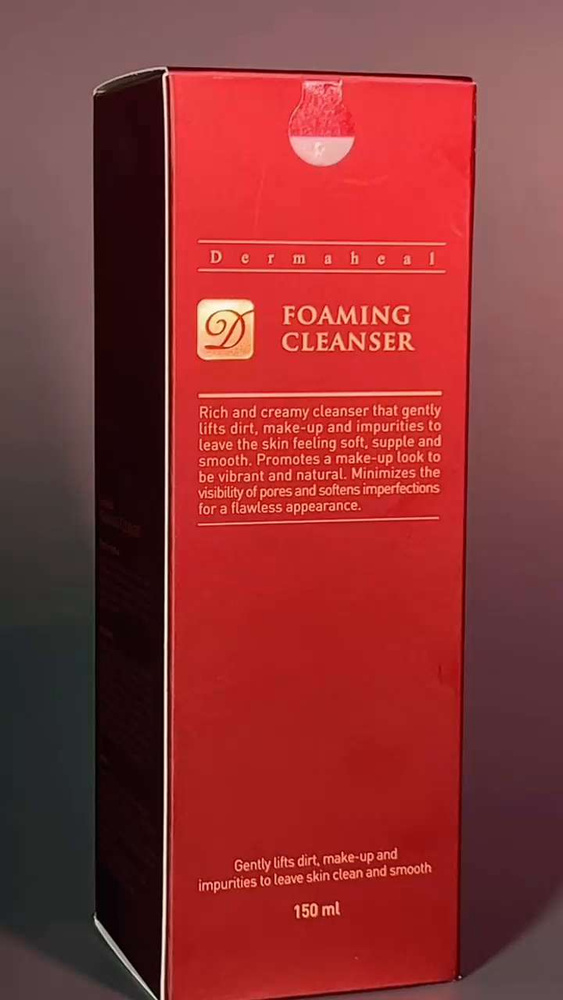 Dermaheal
D
FOAMING
CLEANSER
Rich and creamy cleanser that gently
lifts dirt, make-up and impurities to
leave the skin feeling soft, supple and
smooth. Promotes a make-up look to
be vibrant and natural. Minimizes the
visibility of pores and softens imperfections
for a flawless appearance.
Gently lifts dirt, make-up and
impurities to leave skin clean and smooth
150 ml